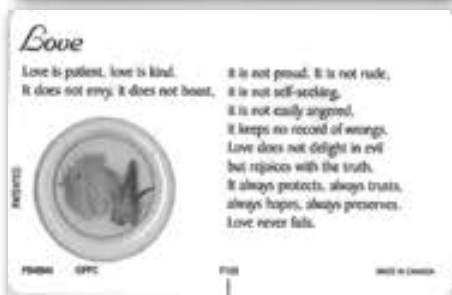 Love
Love is patient, love is kind.
It does not envy, it does not boast,
it is not proud. It is not rude,
it is not self-seeking,
it is not easily angered,
it keeps no record of wrongs.
Love does not delight in evil
but rejoices with the truth.
It always protects, always trusts,
always hopes, always preserves.
Love never fails.
PATENTED
GPTC
MADE IN CANADA